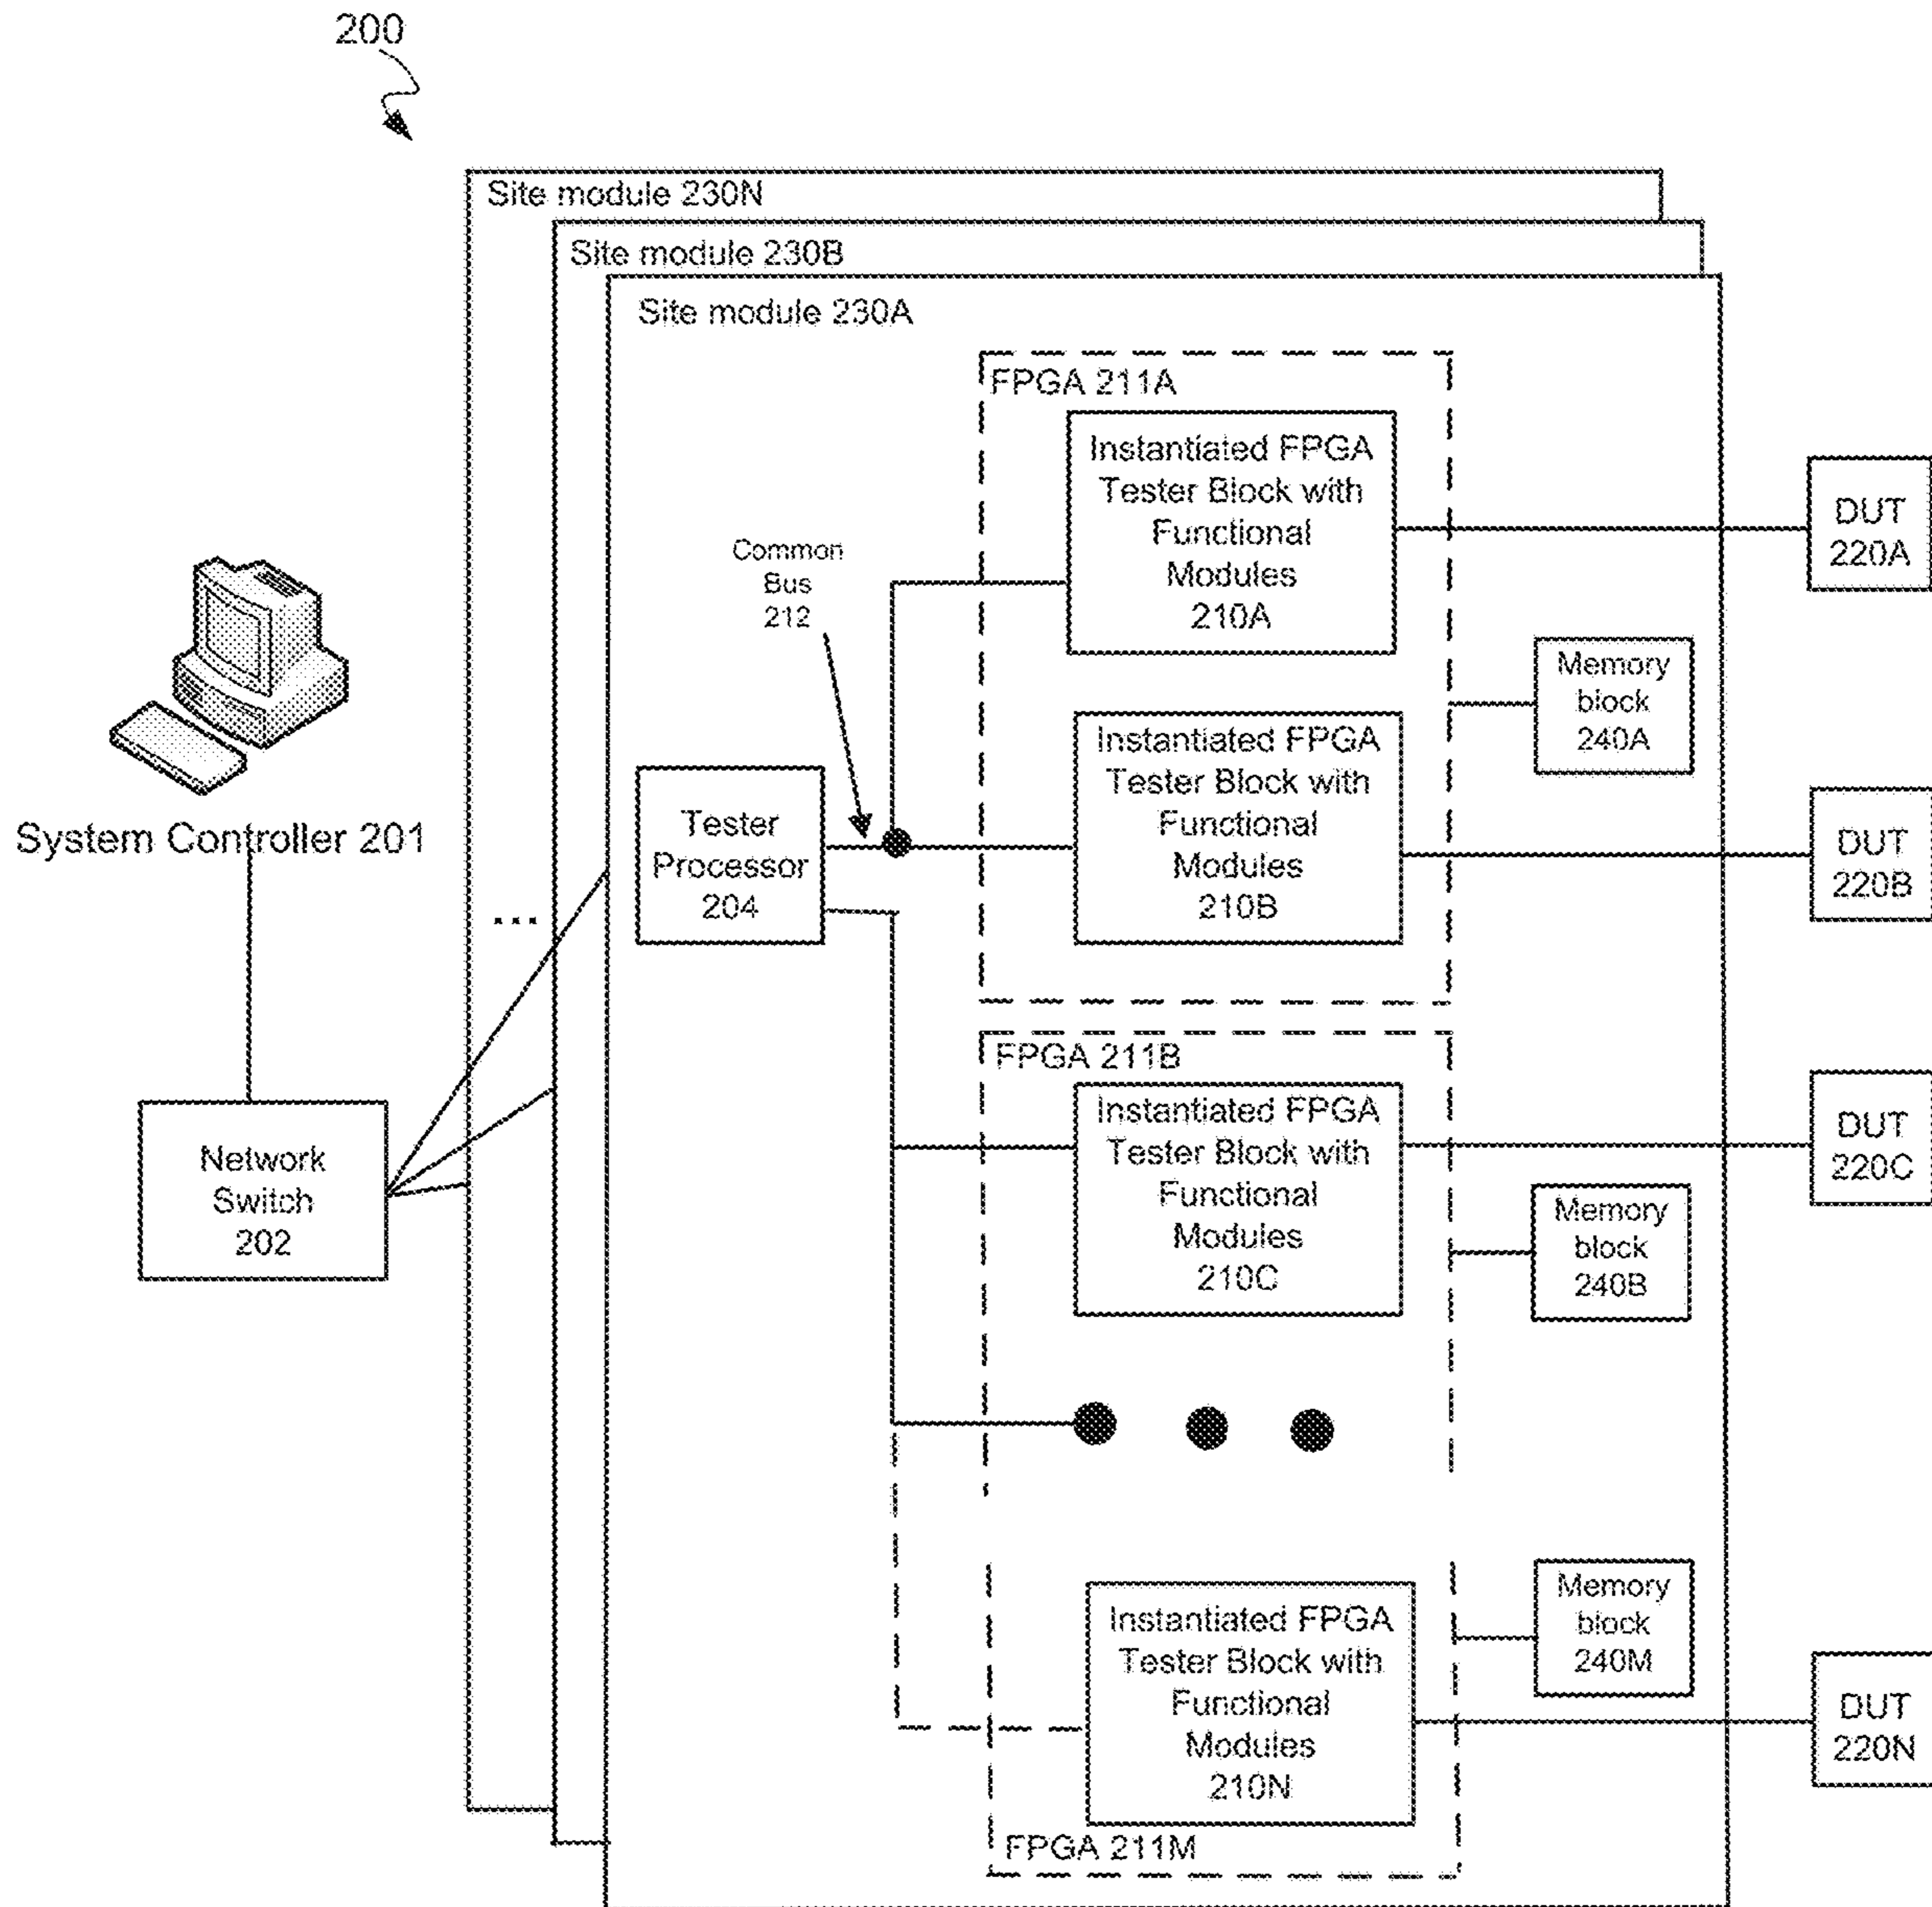 200
Site module 230N
Site module 230B
Site module 230A
FPGA 211A
Instantiated FPGA
Tester Block with
Functional
Modules
210A
DUT
220A
Common
Bus
212
Memory
block
240A
Instantiated FPGA
Tester Block with
Functional
Modules
210B
DUT
220B
System Controller 201
Tester
Processor
204
...
FPGA 211B
Instantiated FPGA
Tester Block with
Functional
Modules
210C
DUT
220C
Network
Switch
202
Memory
block
240B
Memory
block
240M
Instantiated FPGA
Tester Block with
Functional
Modules
210N
DUT
220N
FPGA 211M